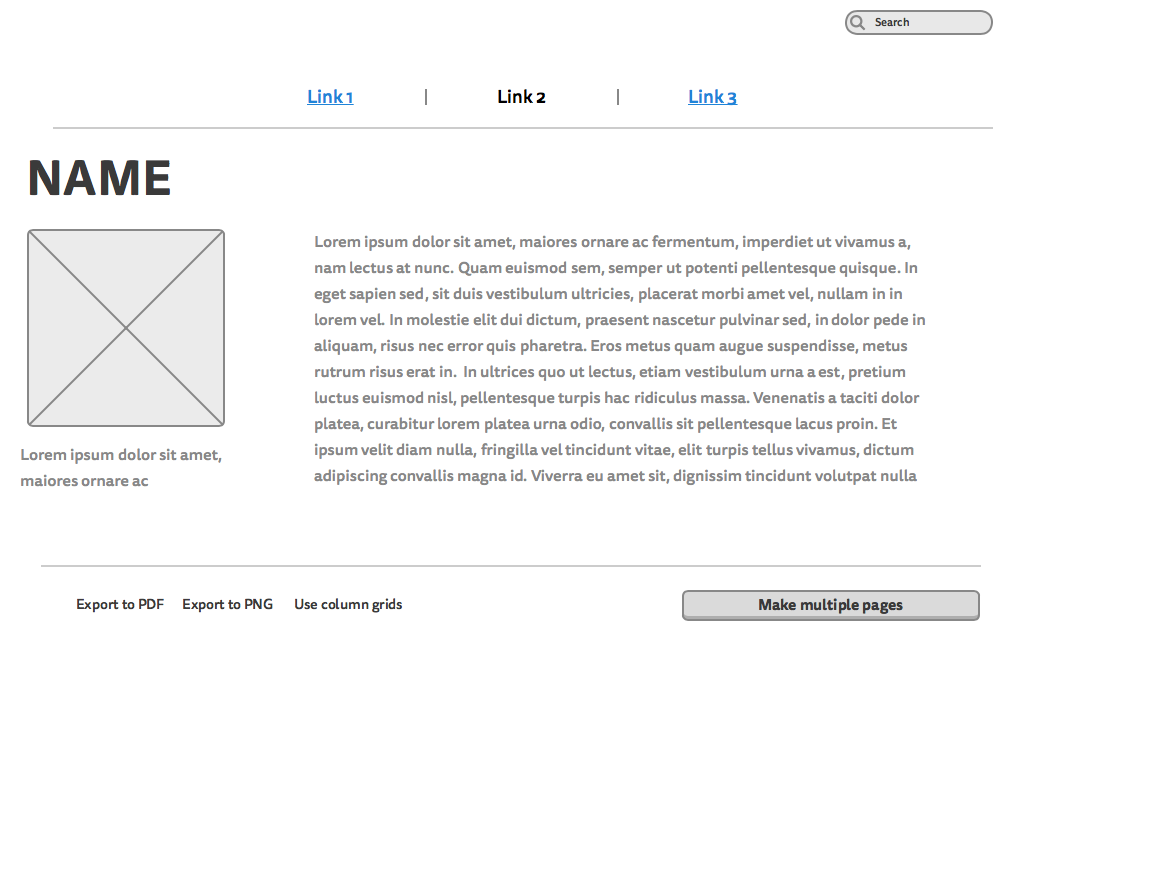 Search
Link 1 | Link 2 | Link 3
NAME
Lorem ipsum dolor sit amet, maiores ornare ac fermentum, imperdiet ut vivamus a,
nam lectus at nunc. Quam euismod sem, semper ut potenti pellentesque quisque. In
eget sapien sed, sit duis vestibulum ultricies, placerat morbi amet vel, nullam in in
lorem vel. In molestie elit dui dictum, praesent nascetur pulvinar sed, in dolor pede in
aliquam, risus nec error quis pharetra. Eros metus quam augue suspendisse, metus
rutrum risus erat in.  In ultrices quo ut lectus, etiam vestibulum urna a est, pretium
luctus euismod nisl, pellentesque turpis hac ridiculus massa. Venenatis a taciti dolor
platea, curabitur lorem platea urna odio, convallis sit pellentesque lacus proin. Et
ipsum velit diam nulla, fringilla vel tincidunt vitae, elit turpis tellus vivamus, dictum
adipiscing convallis magna id. Viverra eu amet sit, dignissim tincidunt volutpat nulla
Lorem ipsum dolor sit amet,
maiores ornare ac
Export to PDF Export to PNG Use column grids Make multiple pages